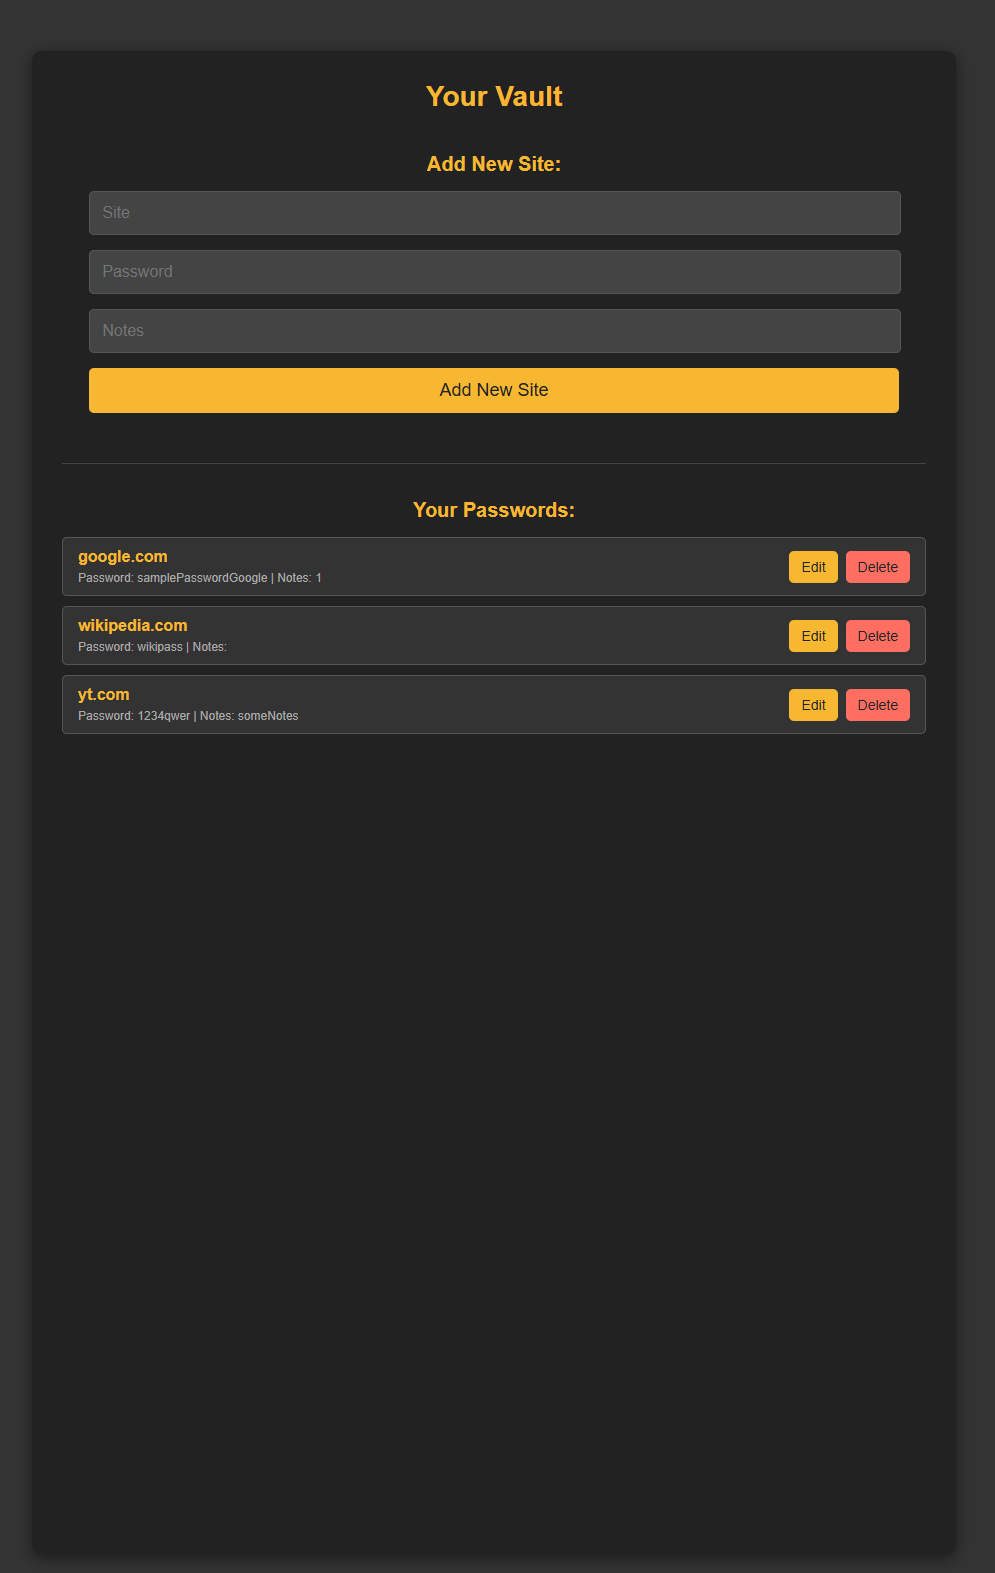 Your Vault
Add New Site:
Site
Password
Notes
Add New Site
Your Passwords:
google.com
Password: samplePasswordGoogle | Notes: 1
Edit Delete
wikipedia.com
Password: wikipass | Notes:
Edit Delete
yt.com
Password: 1234qwer | Notes: someNotes
Edit Delete